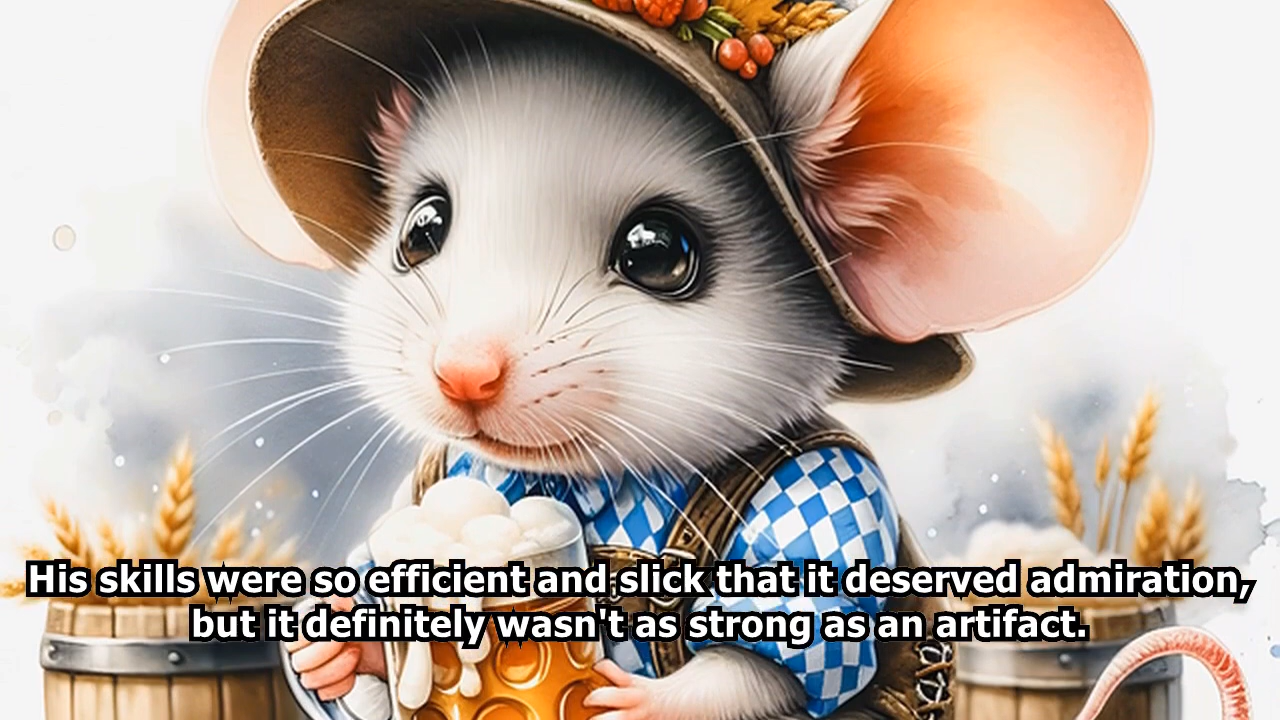 His skills were so efficient and slick that it deserved admiration,
but it definitely wasn't as strong as an artifact.